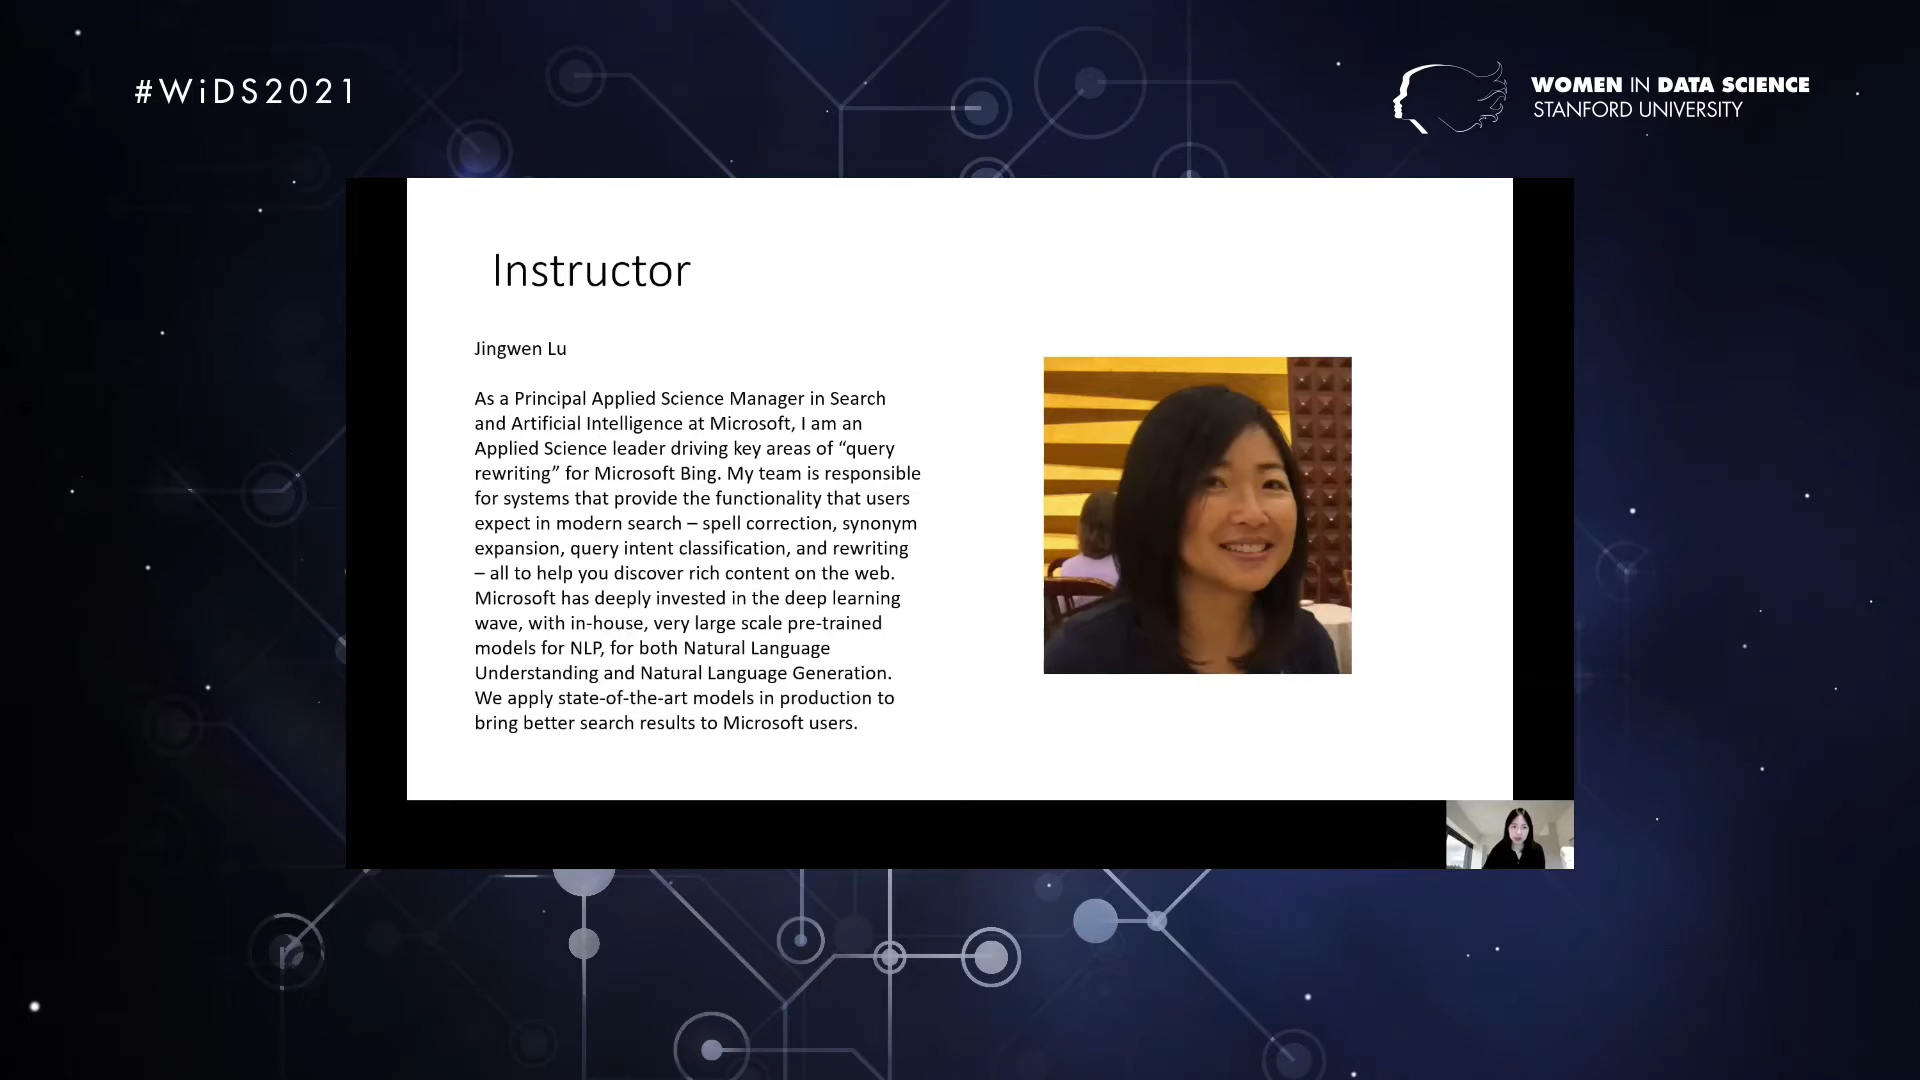 #WiDS2021
WOMEN IN DATA SCIENCE
STANFORD UNIVERSITY
Instructor
Jingwen Lu
As a Principal Applied Science Manager in Search
and Artificial Intelligence at Microsoft, I am an
Applied Science leader driving key areas of “query
rewriting” for Microsoft Bing. My team is responsible
for systems that provide the functionality that users
expect in modern search – spell correction, synonym
expansion, query intent classification, and rewriting
– all to help you discover rich content on the web.
Microsoft has deeply invested in the deep learning
wave, with in-house, very large scale pre-trained
models for NLP, for both Natural Language
Understanding and Natural Language Generation.
We apply state-of-the-art models in production to
bring better search results to Microsoft users.